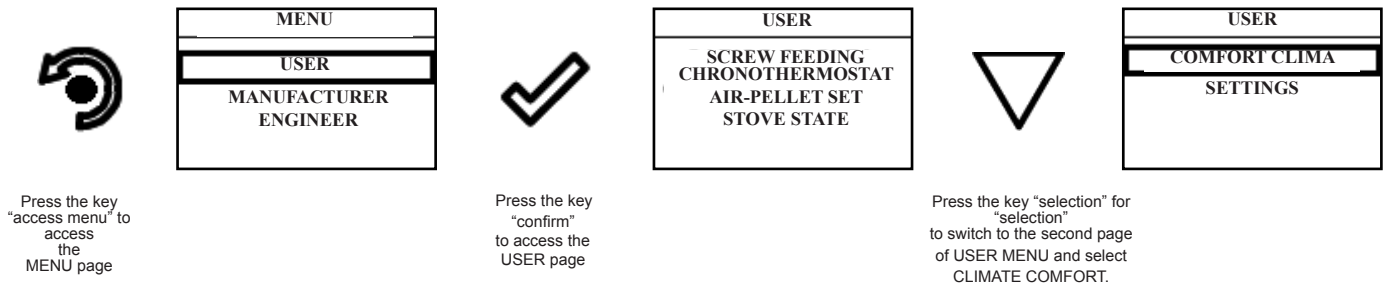 MENU
USER
MANUFACTURER
ENGINEER
USER
SCREW FEEDING
CHRONOTHERMOSTAT
AIR-PELLET SET
STOVE STATE
USER
COMFORT CLIMA
SETTINGS
Press the key
“access menu” to
access
the
MENU page
Press the key
“confirm”
to access the
USER page
Press the key “selection” for
“selection”
to switch to the second page
of USER MENU and select
CLIMATE COMFORT.